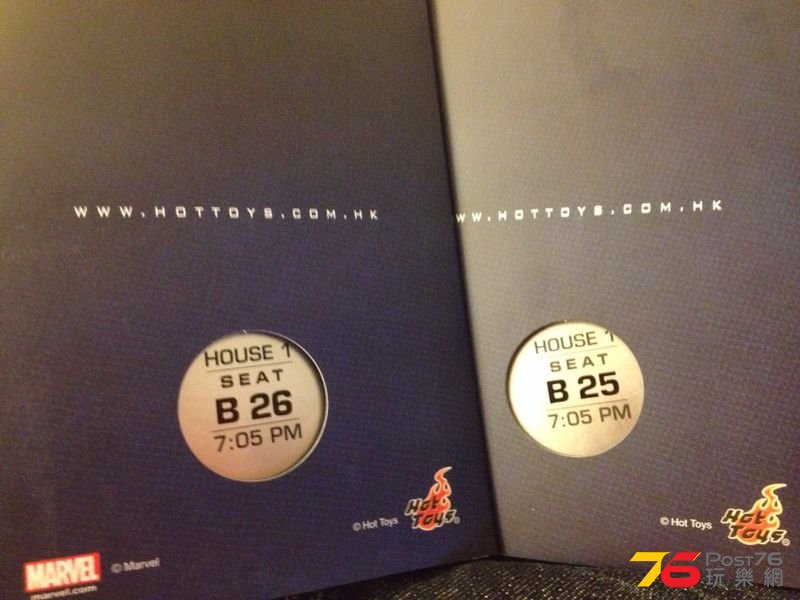 WWW.HOTTOYS.COM.HK
HOUSE 1
SEAT
B 26
7:05 PM
© Hot Toys
Hot Toys
MARVEL
marvel.com
© Marvel
WW.HOTTOYS.COM.HK
HOUSE 1
SEAT
B 25
7:05 PM
© Hot Toys
Hot Toys
76 Post76
玩樂網